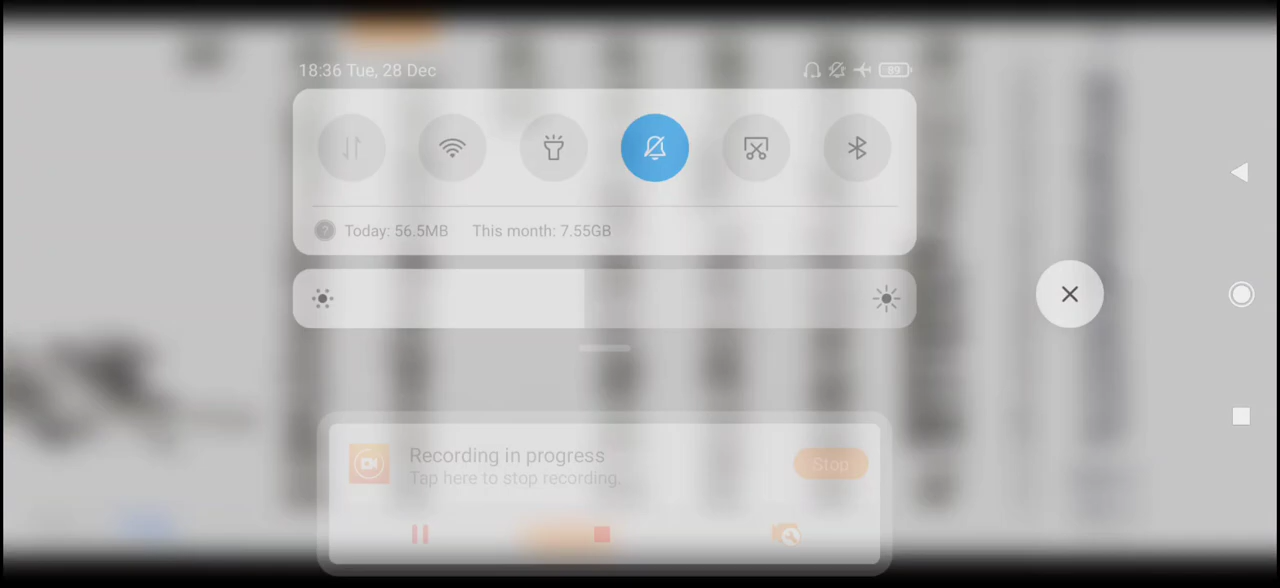 18:36 Tue, 28 Dec
89
Today: 56.5MB This month: 7.55GB
Recording in progress
Stop
Tap here to stop recording.